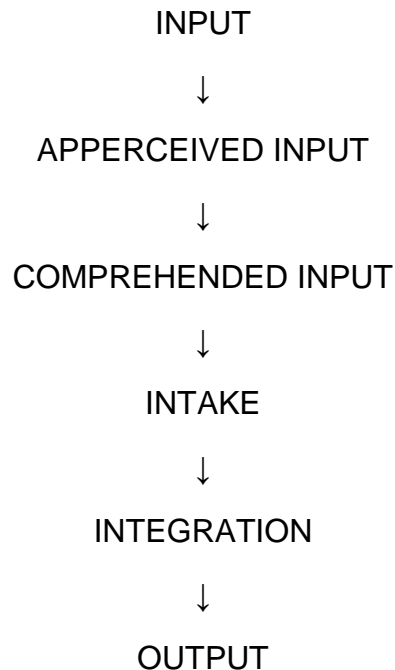 INPUT
↓
APPERCEIVED INPUT
↓
COMPREHENDED INPUT
↓
INTAKE
↓
INTEGRATION
↓
OUTPUT